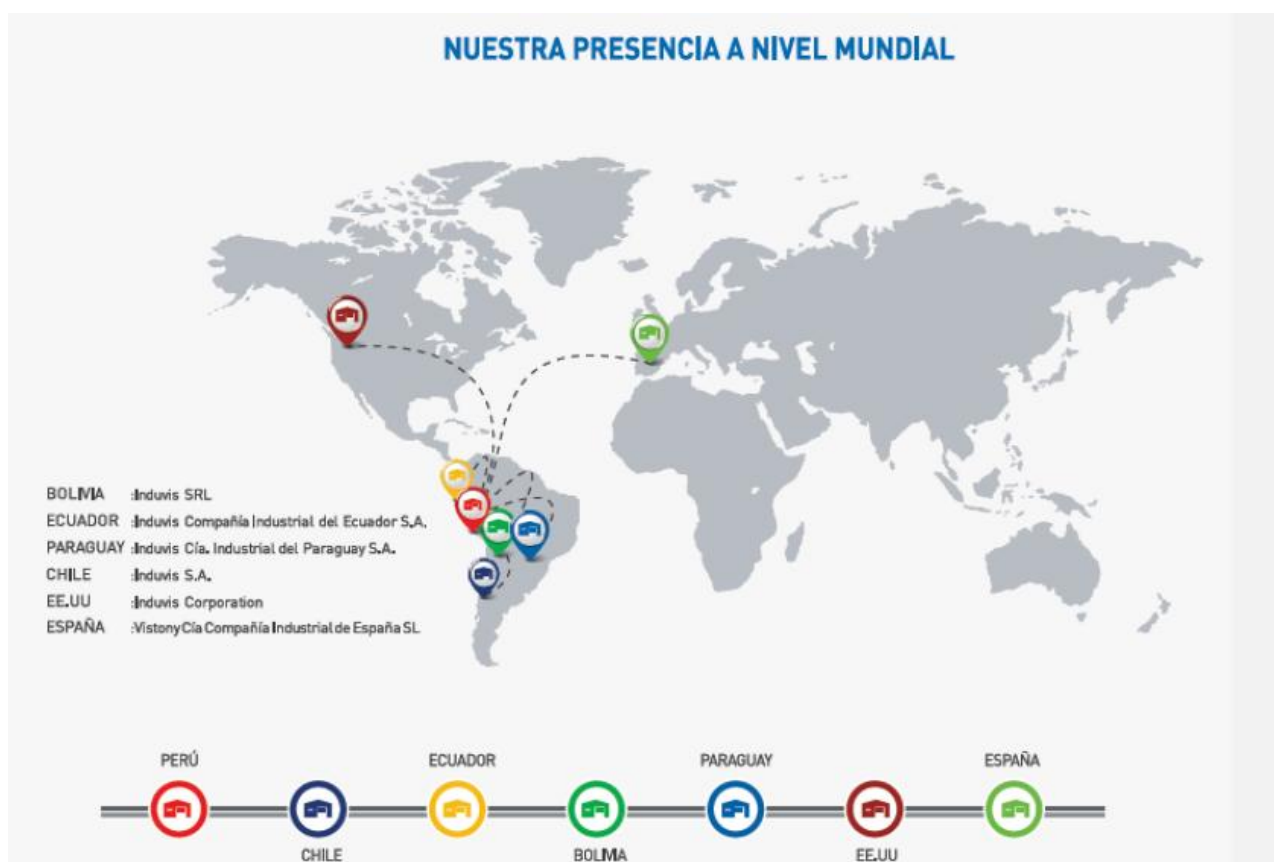 NUESTRA PRESENCIA A NIVEL MUNDIAL
BOLIVIA :Induvis SRL
ECUADOR :Induvis Compañía Industrial del Ecuador S.A.
PARAGUAY :Induvis Cía. Industrial del Paraguay S.A.
CHILE :Induvis S.A.
EE.UU :Induvis Corporation
ESPAÑA :Vistony Cía Compañía Industrial de España SL
PERÚ ECUADOR PARAGUAY ESPAÑA
CHILE BOLIVIA EE.UU